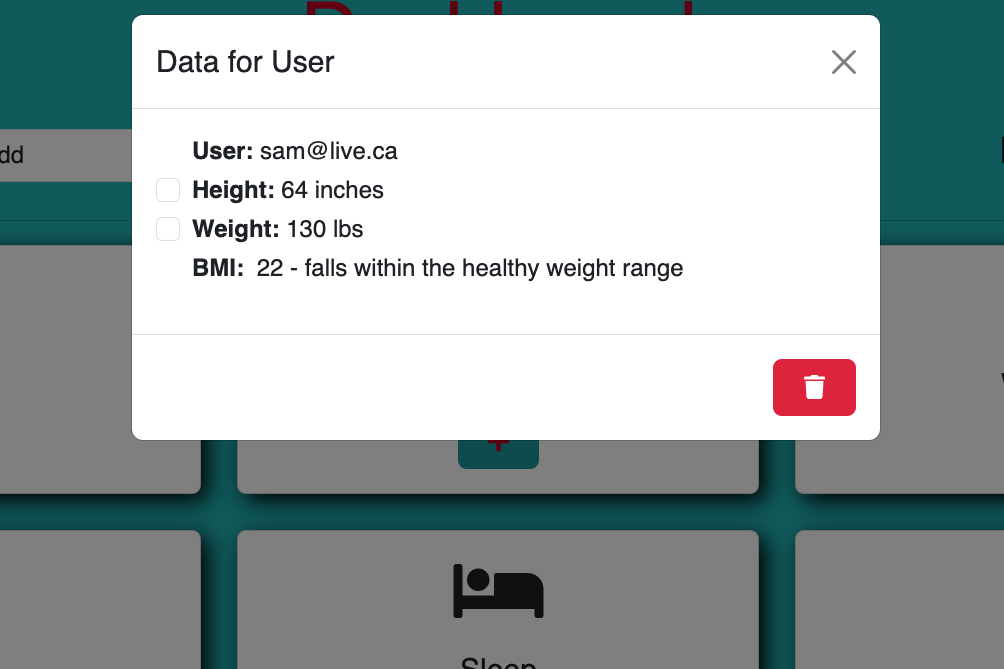 Data for User
User: sam@live.ca
Height: 64 inches
Weight: 130 lbs
BMI: 22 - falls within the healthy weight range
dd
Sleep